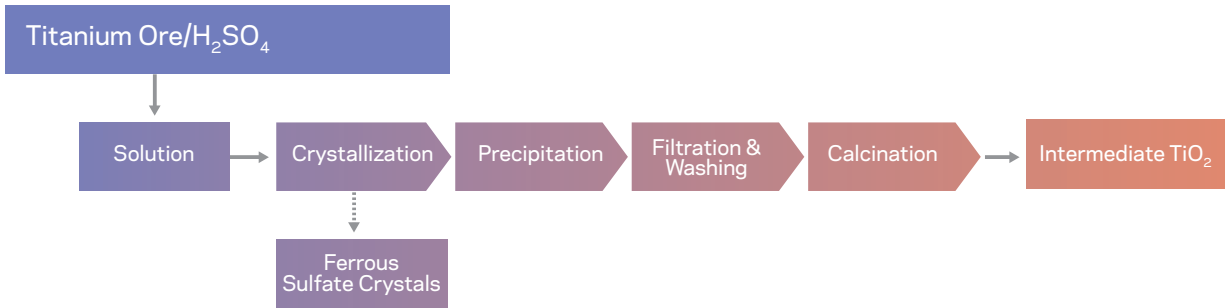 Titanium Ore/H₂SO₄
Solution
Crystallization
Precipitation
Filtration &
Washing
Calcination
Intermediate TiO₂
Ferrous
Sulfate Crystals